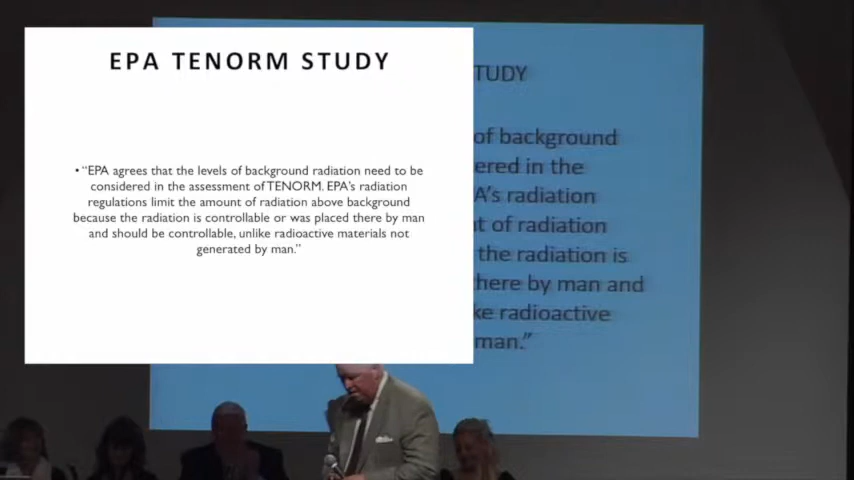 EPA TENORM STUDY
• “EPA agrees that the levels of background radiation need to be
considered in the assessment of TENORM. EPA's radiation
regulations limit the amount of radiation above background
because the radiation is controllable or was placed there by man
and should be controllable, unlike radioactive materials not
generated by man.”
TUDY
of background
ered in the
A's radiation
t of radiation
the radiation is
here by man and
ke radioactive
man.”